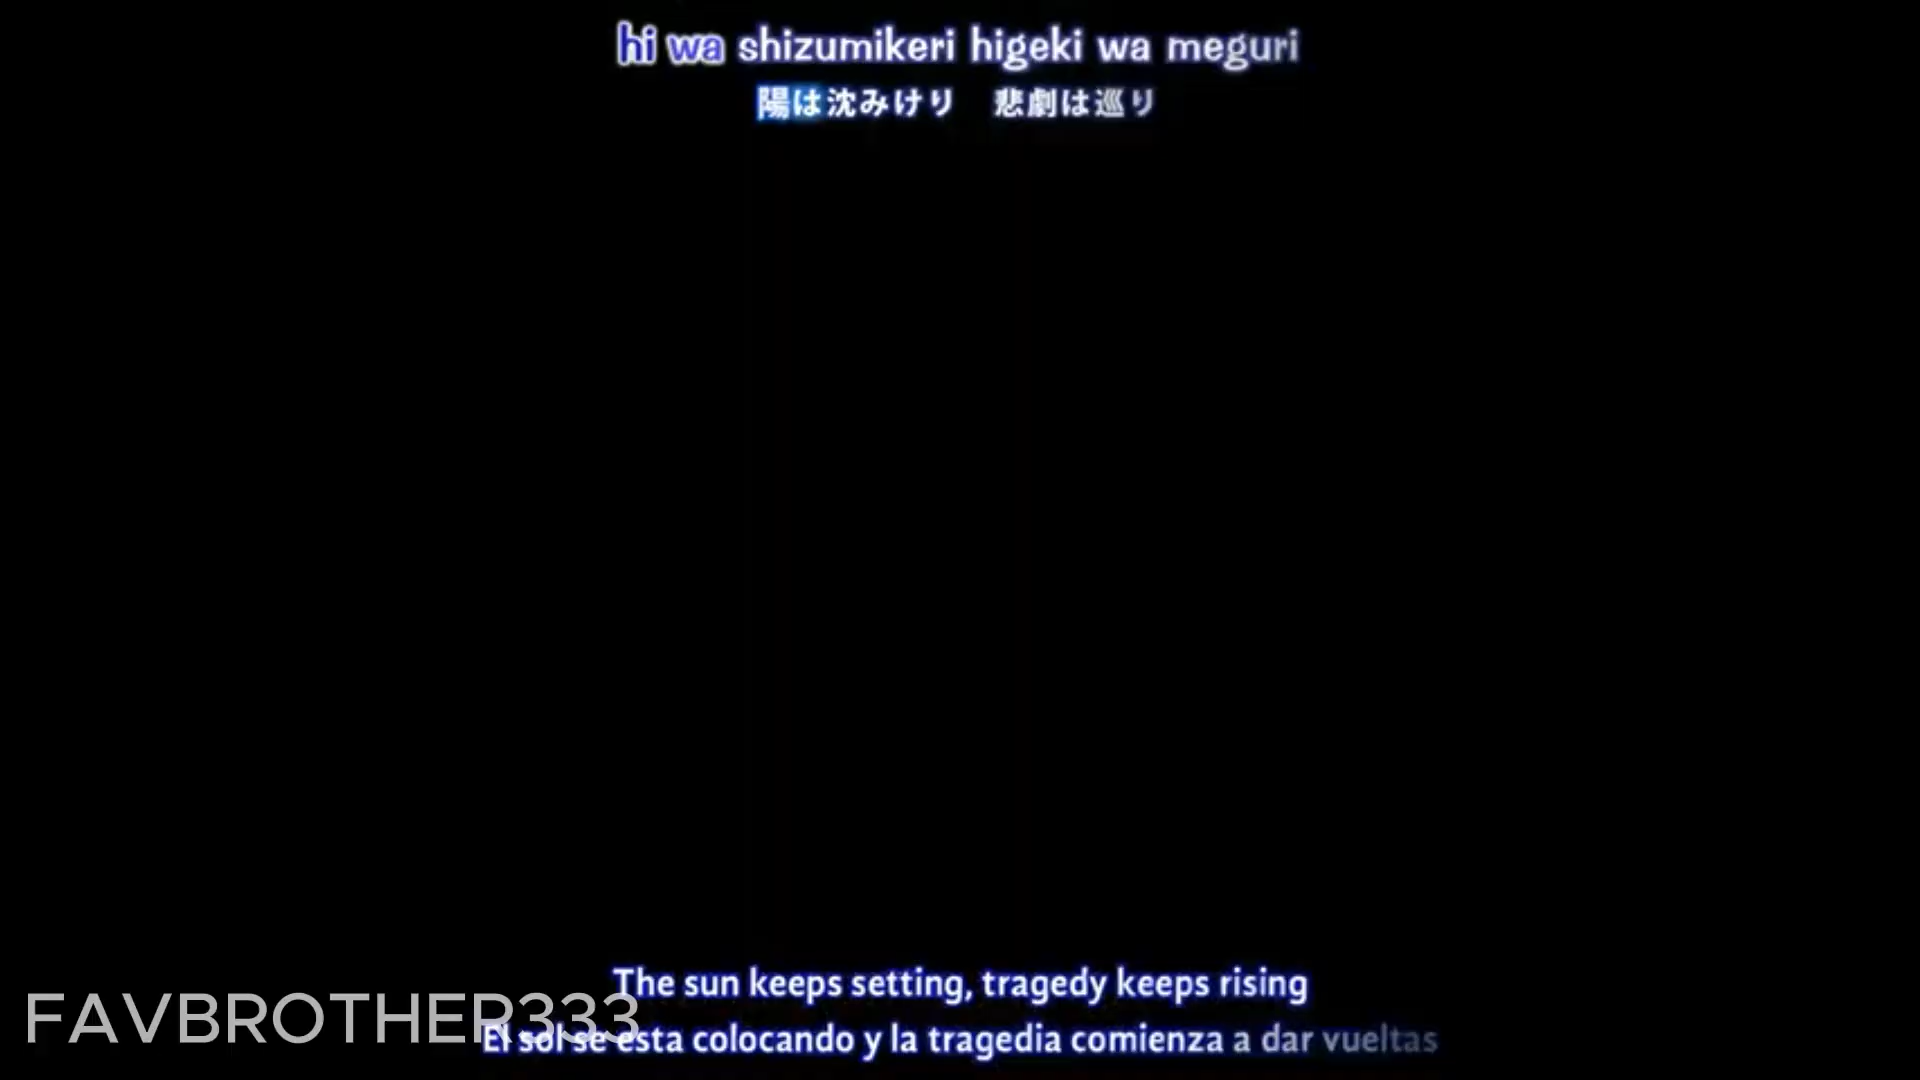 hi wa shizumikeri higeki wa meguri
陽は沈みけり　悲劇は巡り
The sun keeps setting, tragedy keeps rising
FAVBROTHER333
El sol se esta colocando y la tragedia comienza a dar vueltas